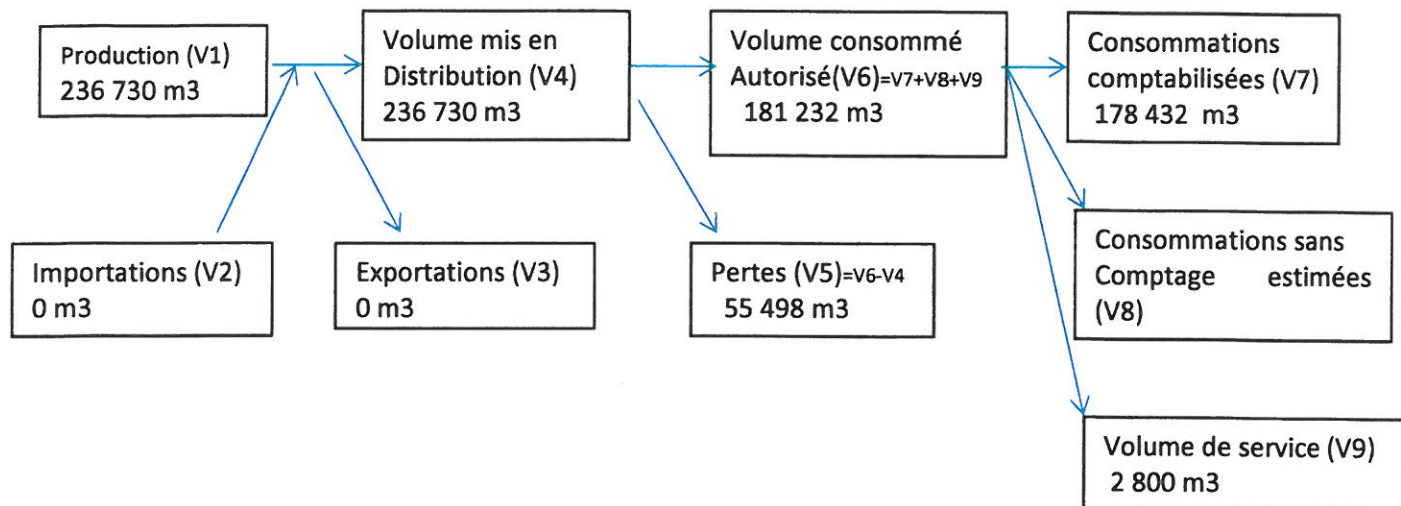 Production (V1)
236 730 m3
Volume mis en
Distribution (V4)
236 730 m3
Volume consommé
Autorisé(V6)=V7+V8+V9
181 232 m3
Consommations
comptabilisées (V7)
178 432 m3
Importations (V2)
0 m3
Exportations (V3)
0 m3
Pertes (V5)=V6-V4
55 498 m3
Consommations sans
Comptage estimées
(V8)
Volume de service (V9)
2 800 m3